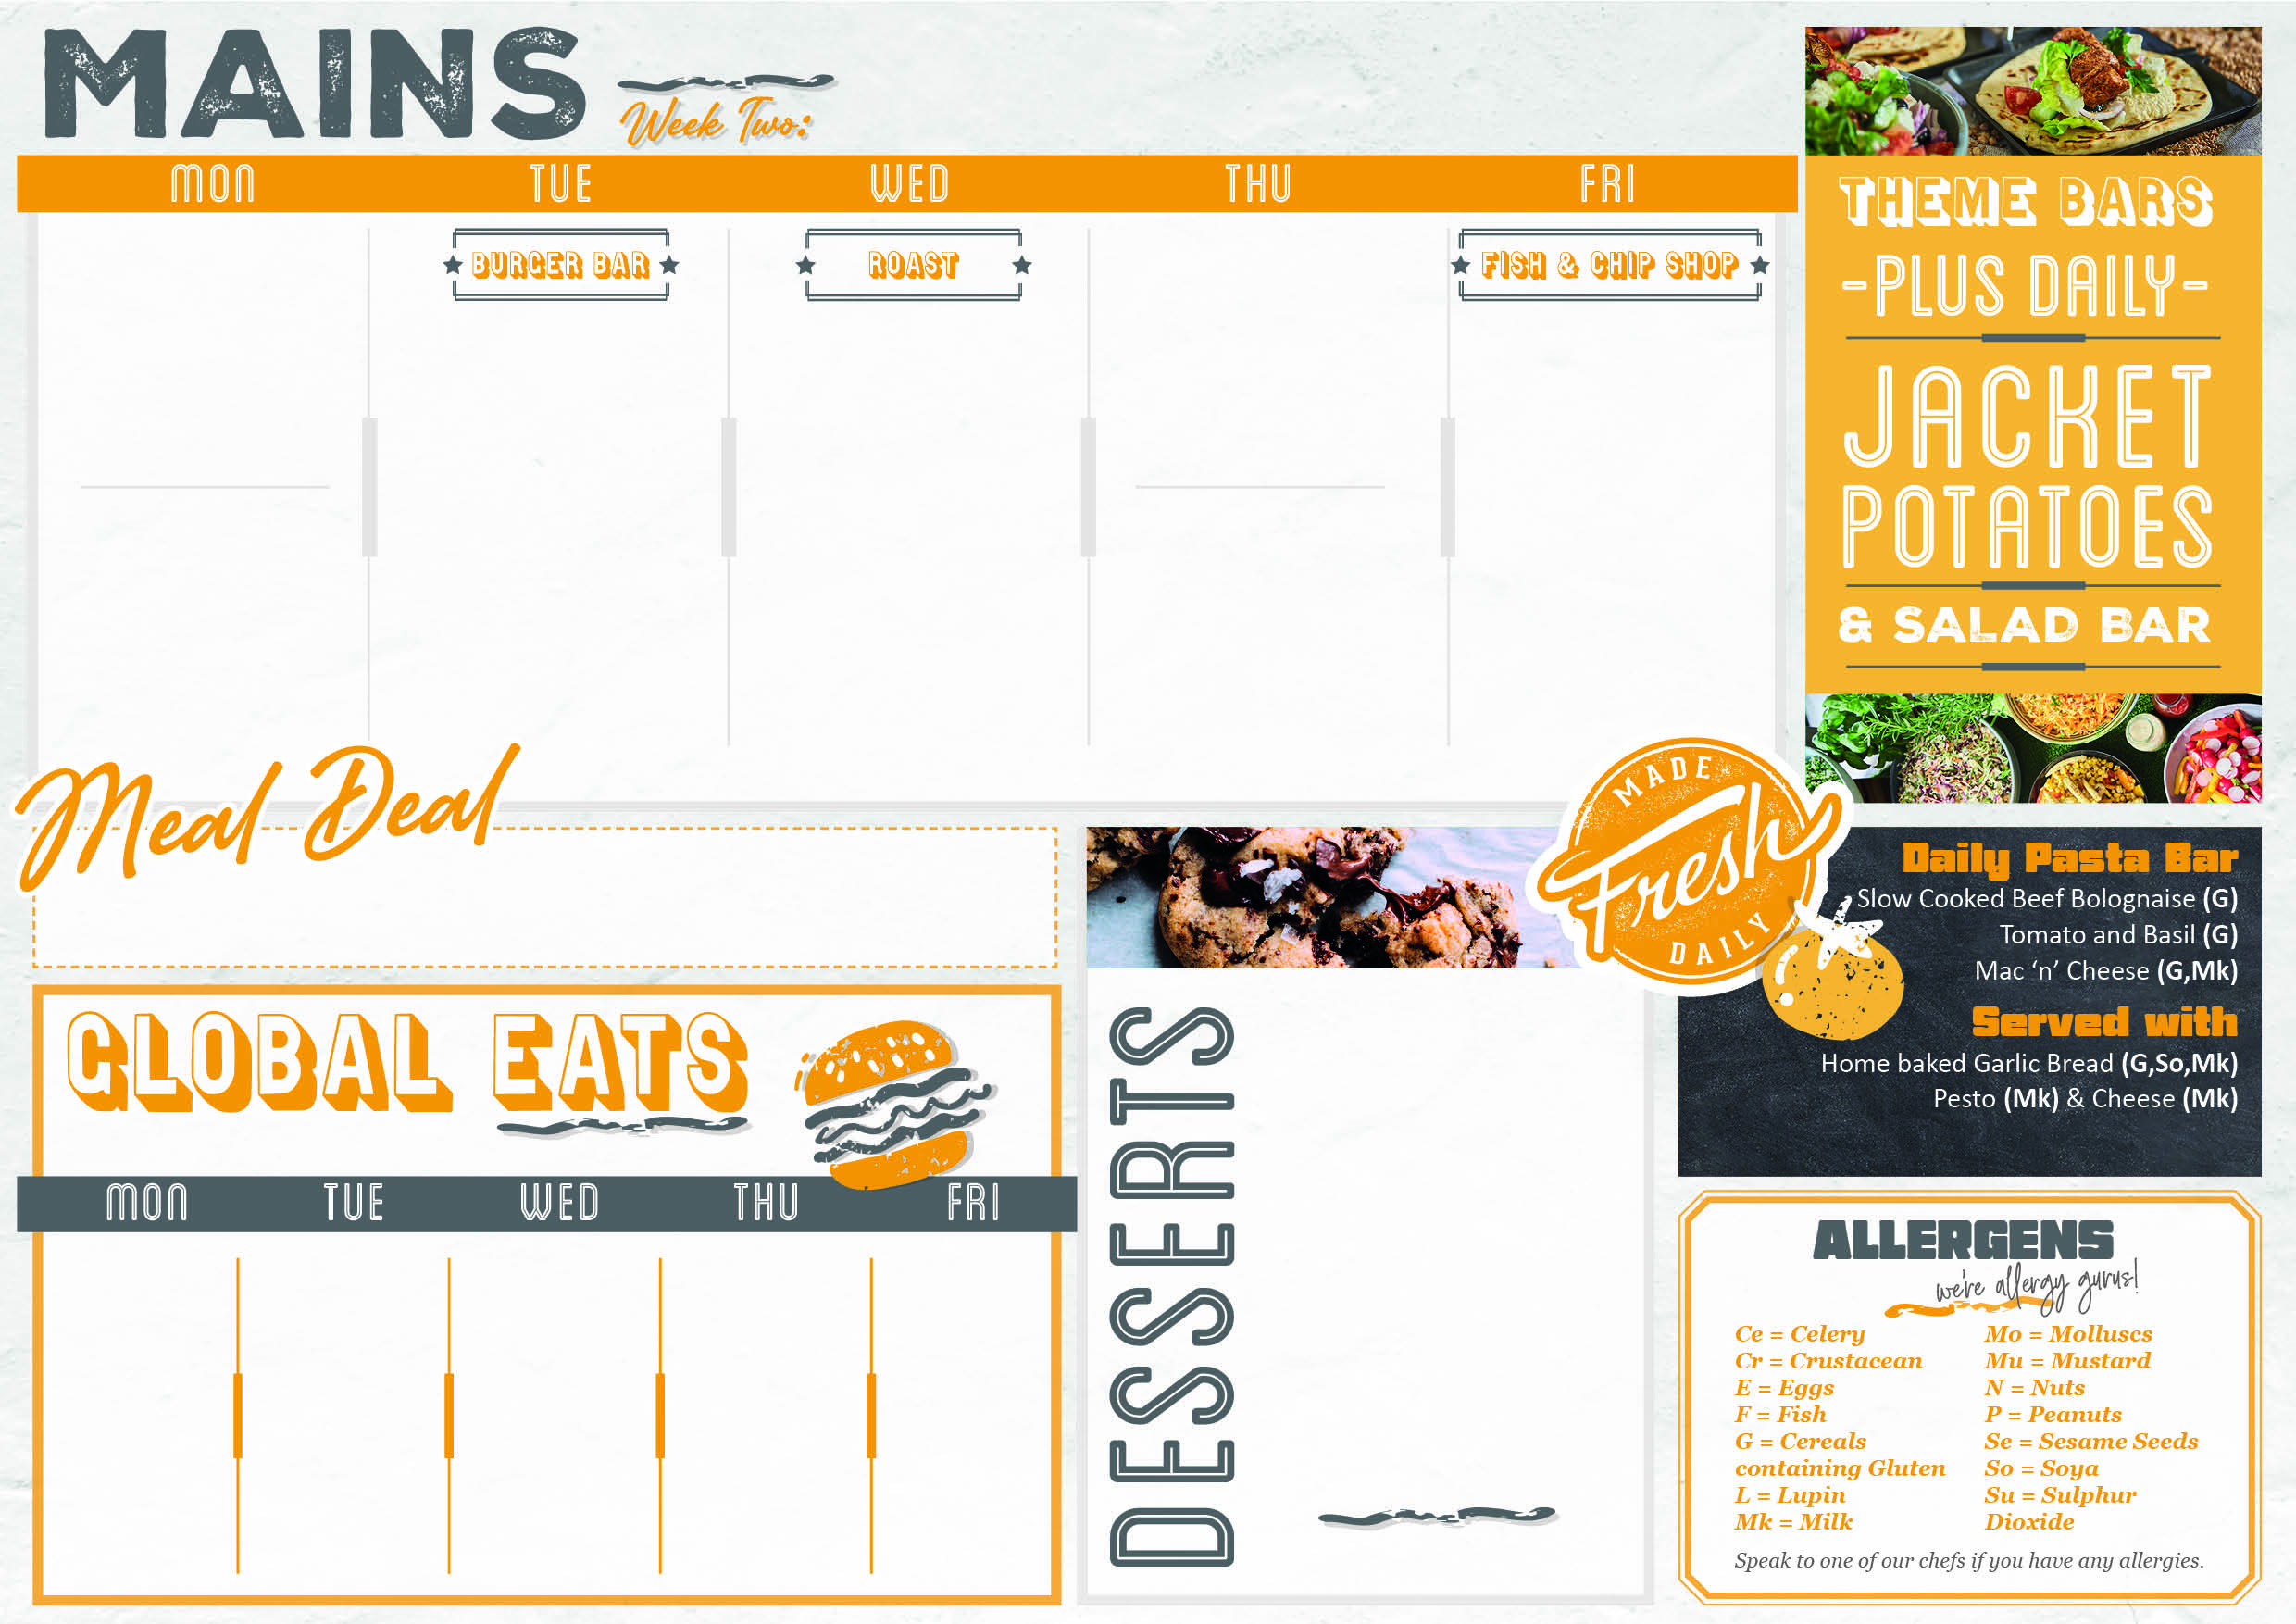 MAINS
Week Two:
MON TUE WED THU FRI
BURGER BAR
ROAST
FISH & CHIP SHOP
THEME BARS
-PLUS DAILY-
JACKET
POTATOES
& SALAD BAR
Meal Deal
GLOBAL EATS
MON TUE WED THU FRI
DESSERTS
MADE
Fresh
DAILY
Daily Pasta Bar
Slow Cooked Beef Bolognaise (G)
Tomato and Basil (G)
Mac ‘n’ Cheese (G,Mk)
Served with
Home baked Garlic Bread (G,So,Mk)
Pesto (Mk) & Cheese (Mk)
ALLERGENS
we're allergy gurus!
Ce = Celery
Cr = Crustacean
E = Eggs
F = Fish
G = Cereals
containing Gluten
L = Lupin
Mk = Milk
Mo = Molluscs
Mu = Mustard
N = Nuts
P = Peanuts
Se = Sesame Seeds
So = Soya
Su = Sulphur
Dioxide
Speak to one of our chefs if you have any allergies.